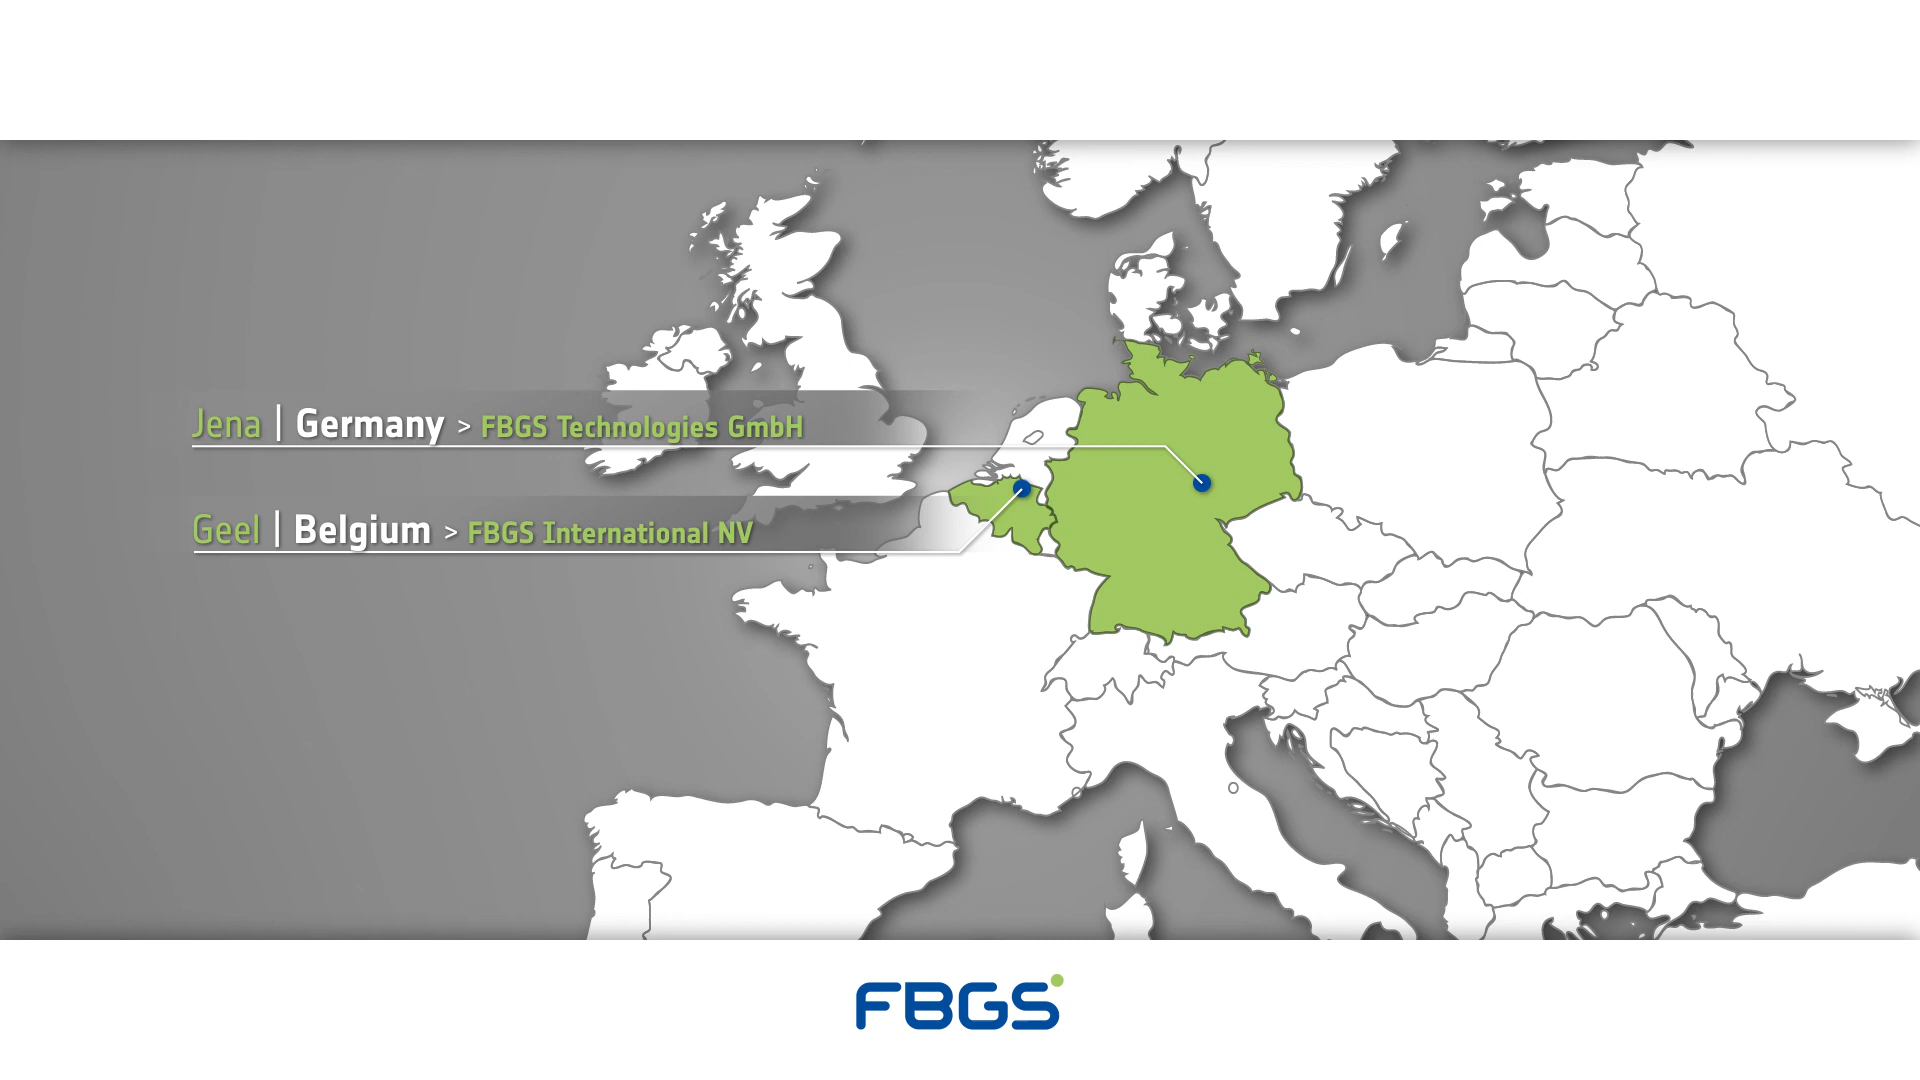 Jena | Germany > FBGS Technologies GmbH
Geel | Belgium > FBGS International NV
FBGS